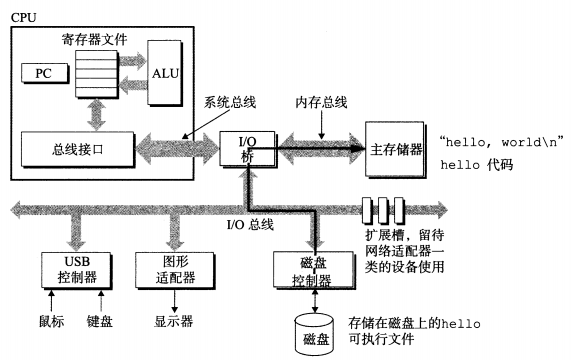 CPU
寄存器文件
PC
ALU
系统总线
内存总线
总线接口
I/O
桥
主存储器
“hello, world\n”
hello 代码
I/O 总线
扩展槽，留待
网络适配器一
类的设备使用
USB
控制器
图形
适配器
磁盘
控制器
鼠标
键盘
显示器
磁盘
存储在磁盘上的hello
可执行文件